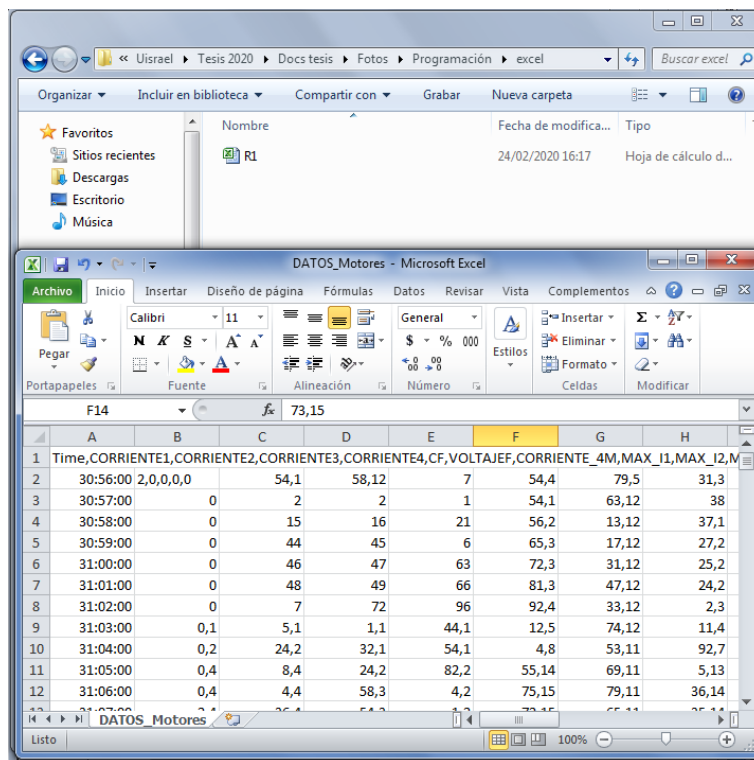 « Uisrael ▸ Tesis 2020 ▸ Docs tesis ▸ Fotos ▸ Programación ▸ excel Buscar excel
Organizar Incluir en biblioteca Compartir con Grabar Nueva carpeta
Favoritos Nombre Fecha de modifica... Tipo
Sitios recientes R1 24/02/2020 16:17 Hoja de cálculo d...
Descargas
Escritorio
Música
DATOS_Motores - Microsoft Excel
Archivo Inicio Insertar Diseño de página Fórmulas Datos Revisar Vista Complementos
Pegar Calibri 11 General Estilos Insertar
N K S A A $ % 000 Eliminar
Formato
Portapapeles Fuente Alineación Número Celdas Modificar
F14 fx 73,15
A B C D E F G H
1 Time,CORRIENTE1,CORRIENTE2,CORRIENTE3,CORRIENTE4,CF,VOLTAJEF,CORRIENTE_4M,MAX_I1,MAX_I2,M
2 30:56:00 2,0,0,0,0 54,1 58,12 7 54,4 79,5 31,3
3 30:57:00 0 2 2 1 54,1 63,12 38
4 30:58:00 0 15 16 21 56,2 13,12 37,1
5 30:59:00 0 44 45 6 65,3 17,12 27,2
6 31:00:00 0 46 47 63 72,3 31,12 25,2
7 31:01:00 0 48 49 66 81,3 47,12 24,2
8 31:02:00 0 7 72 96 92,4 33,12 2,3
9 31:03:00 0,1 5,1 1,1 44,1 12,5 74,12 11,4
10 31:04:00 0,2 24,2 32,1 54,1 4,8 53,11 92,7
11 31:05:00 0,4 8,4 24,2 82,2 55,14 69,11 5,13
12 31:06:00 0,4 4,4 58,3 4,2 75,15 79,11 36,14
DATOS_Motores
Listo 100%